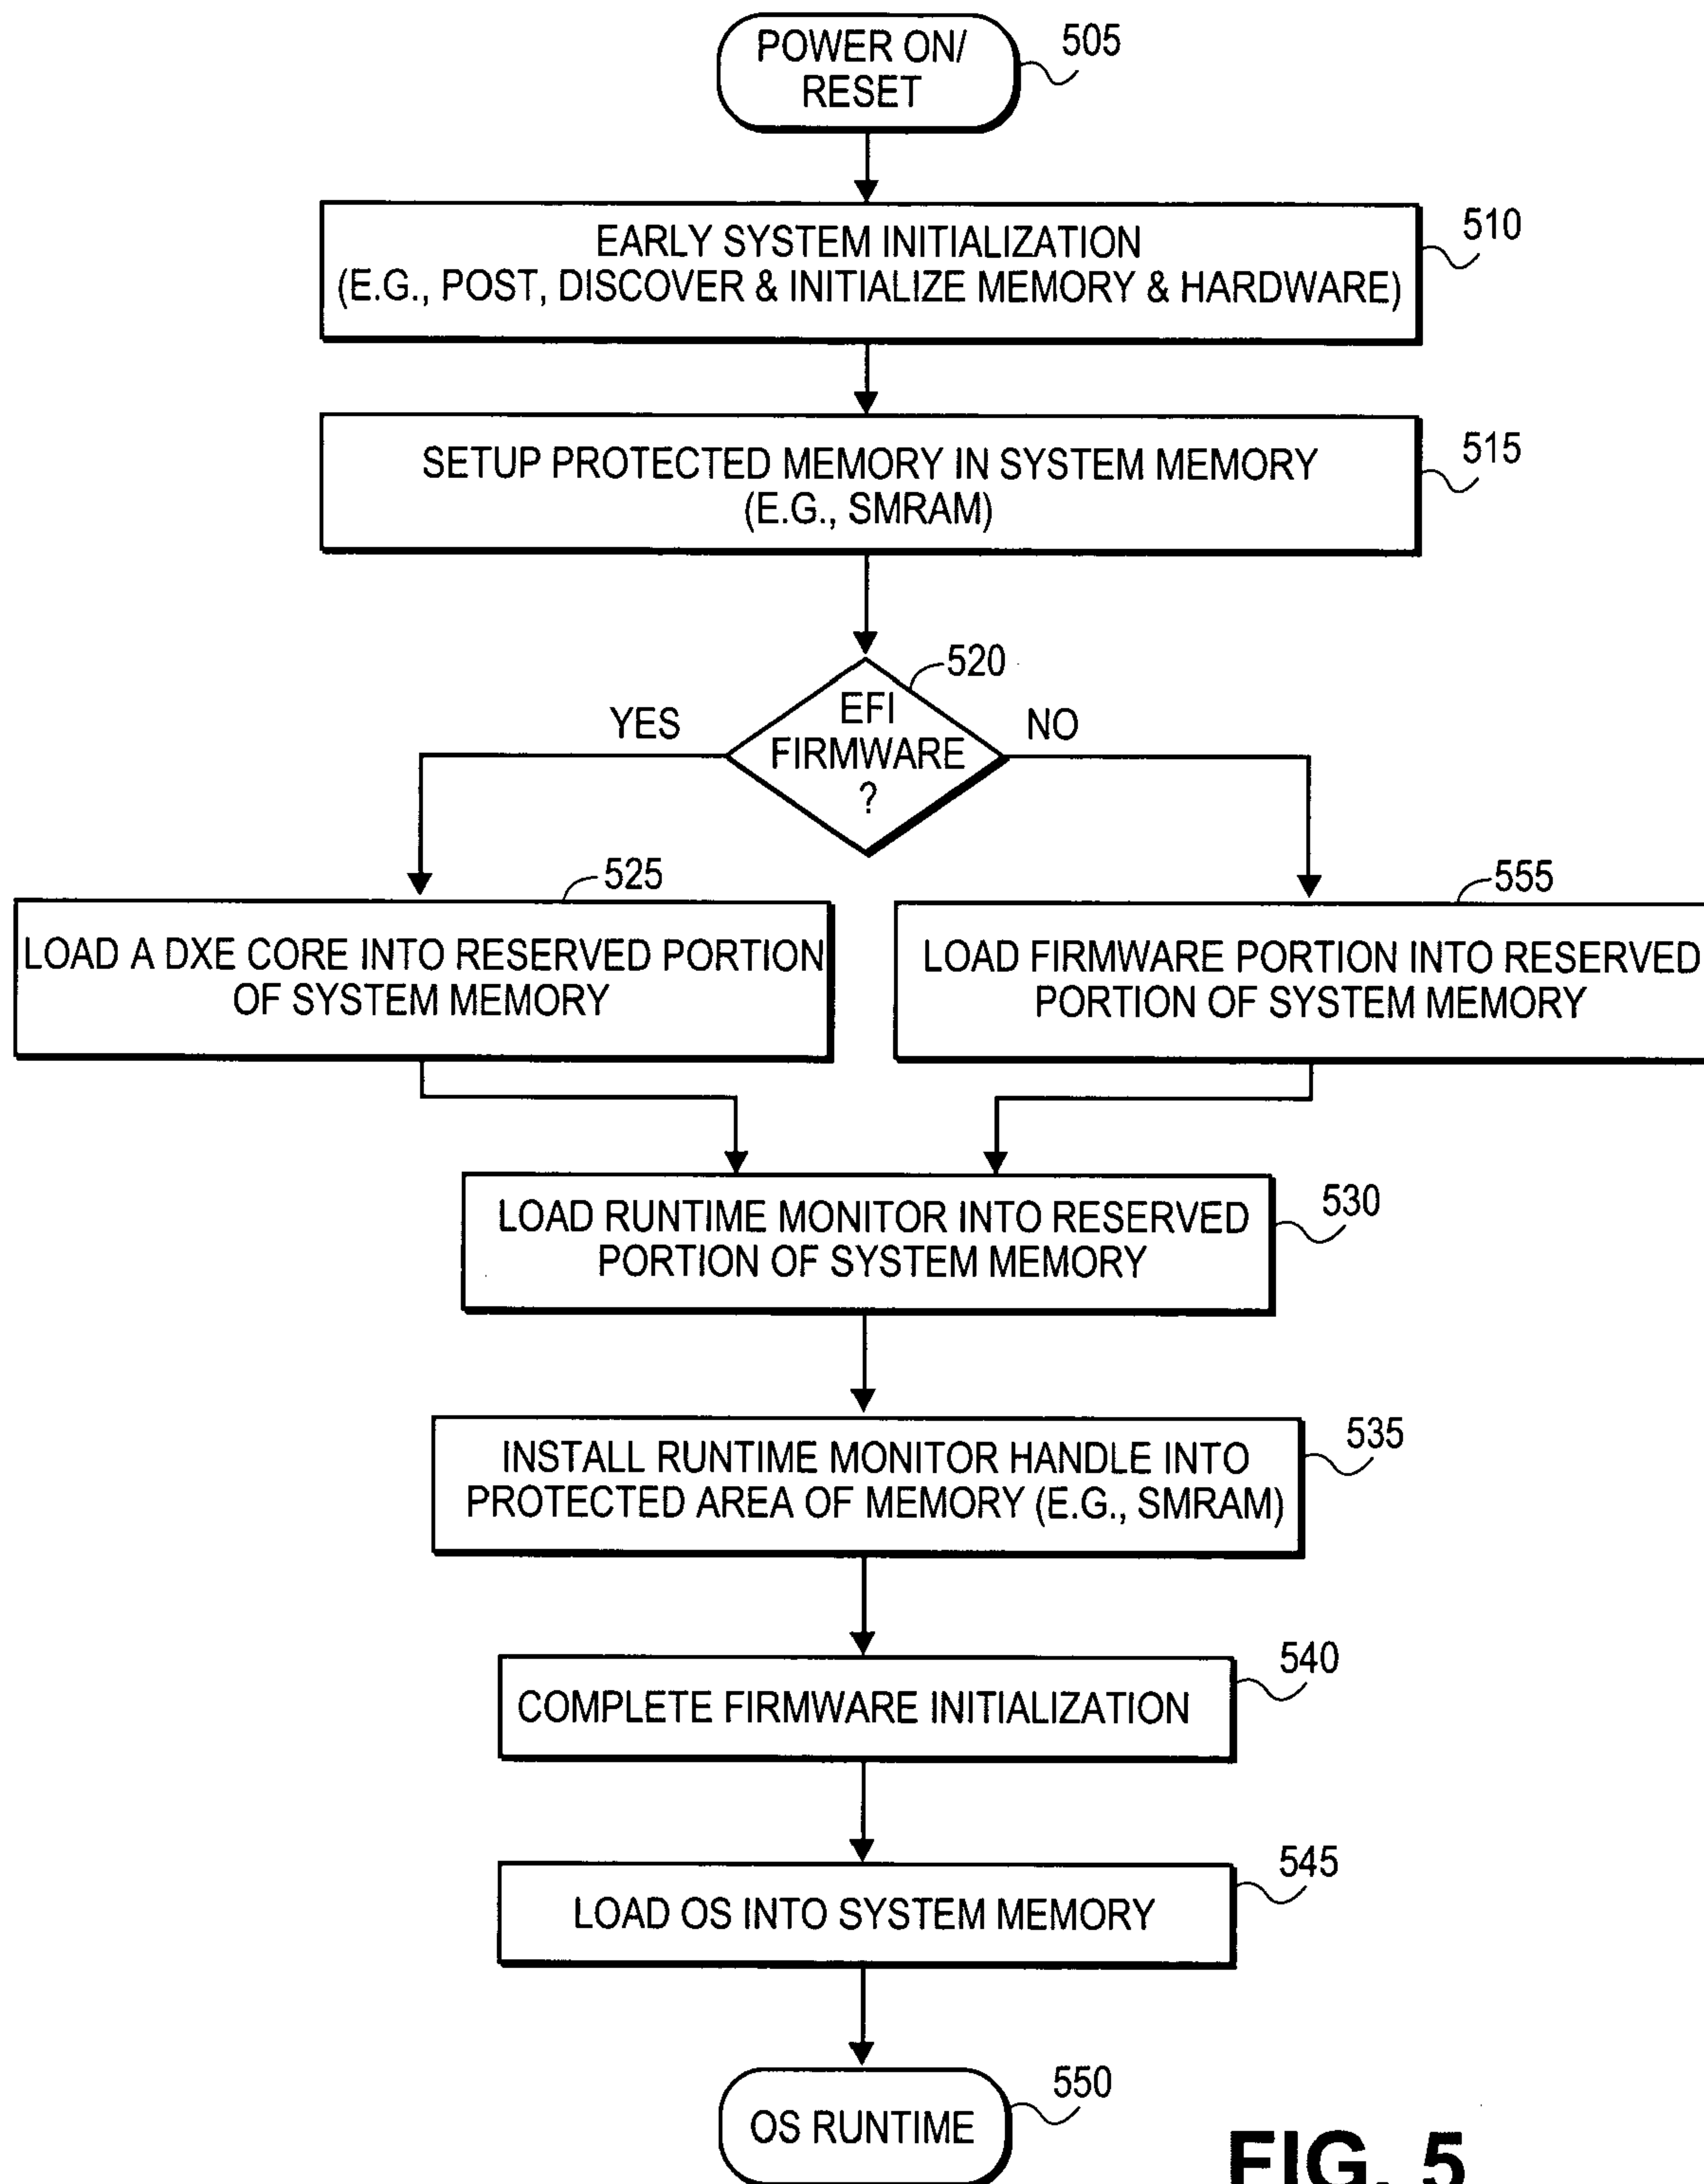 POWER ON/
RESET
505
EARLY SYSTEM INITIALIZATION
(E.G., POST, DISCOVER & INITIALIZE MEMORY & HARDWARE)
510
SETUP PROTECTED MEMORY IN SYSTEM MEMORY
(E.G., SMRAM)
515
520
EFI
FIRMWARE
?
YES
NO
525
LOAD A DXE CORE INTO RESERVED PORTION
OF SYSTEM MEMORY
555
LOAD FIRMWARE PORTION INTO RESERVED
PORTION OF SYSTEM MEMORY
LOAD RUNTIME MONITOR INTO RESERVED
PORTION OF SYSTEM MEMORY
530
INSTALL RUNTIME MONITOR HANDLE INTO
PROTECTED AREA OF MEMORY (E.G., SMRAM)
535
COMPLETE FIRMWARE INITIALIZATION
540
LOAD OS INTO SYSTEM MEMORY
545
OS RUNTIME
550
FIG. 5